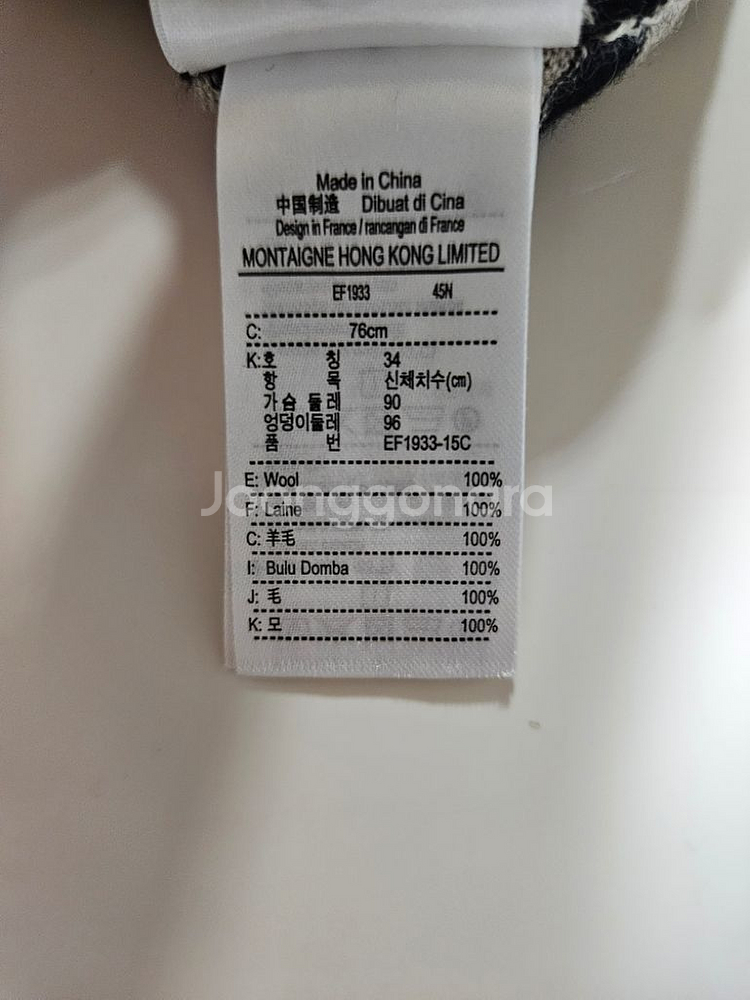 Made in China
中国制造 Dibuat di Cina
Design in France / rancangan di France
MONTAIGNE HONG KONG LIMITED
EF1933 45N
C: 76cm
K:호 칭 34
항 목 신체치수(cm)
가 슴 둘 레 90
엉덩이둘레 96
품 번 EF1933-15C
E: Wool 100%
Joonggonara
F: Laine 100%
C: 羊毛 100%
I: Bulu Domba 100%
J: 毛 100%
K: 모 100%